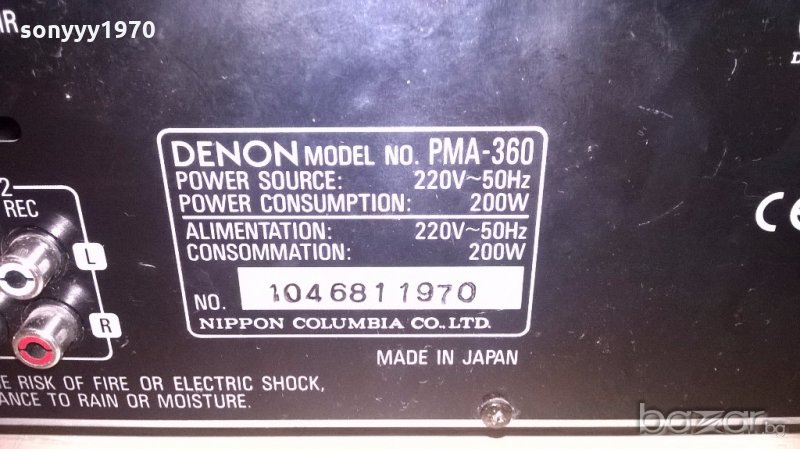 sonyyy1970
DENON MODEL NO. PMA-360
POWER SOURCE: 220V~50Hz
POWER CONSUMPTION: 200W
ALIMENTATION: 220V~50Hz
CONSOMMATION: 200W
NO. 1046811970
NIPPON COLUMBIA CO., LTD.
MADE IN JAPAN
2
REC
L
R
RISK OF FIRE OR ELECTRIC SHOCK,
TO RAIN OR MOISTURE.
CE
bazar.bg